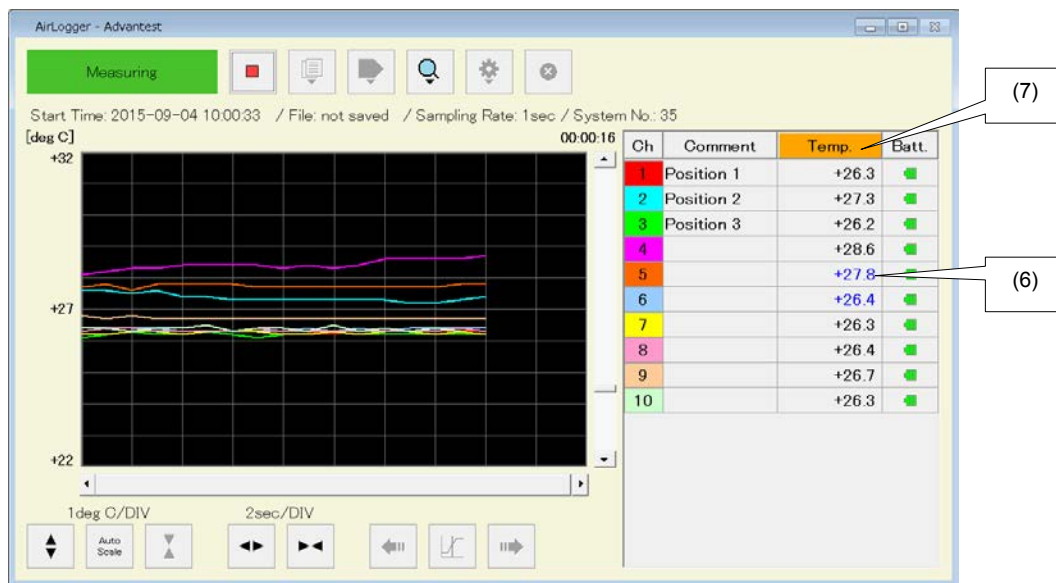 AirLogger - Advantest
Measuring
Start Time: 2015-09-04 10:00:33 / File: not saved / Sampling Rate: 1sec / System No.: 35
[deg C]
00:00:16
+32
+27
+22
1deg C/DIV
2sec/DIV
Auto
Scale
Ch Comment Temp. Batt.
1 Position 1 +26.3
2 Position 2 +27.3
3 Position 3 +26.2
4 +28.6
5 +27.8
6 +26.4
7 +26.3
8 +26.4
9 +26.7
10 +26.3
(7)
(6)